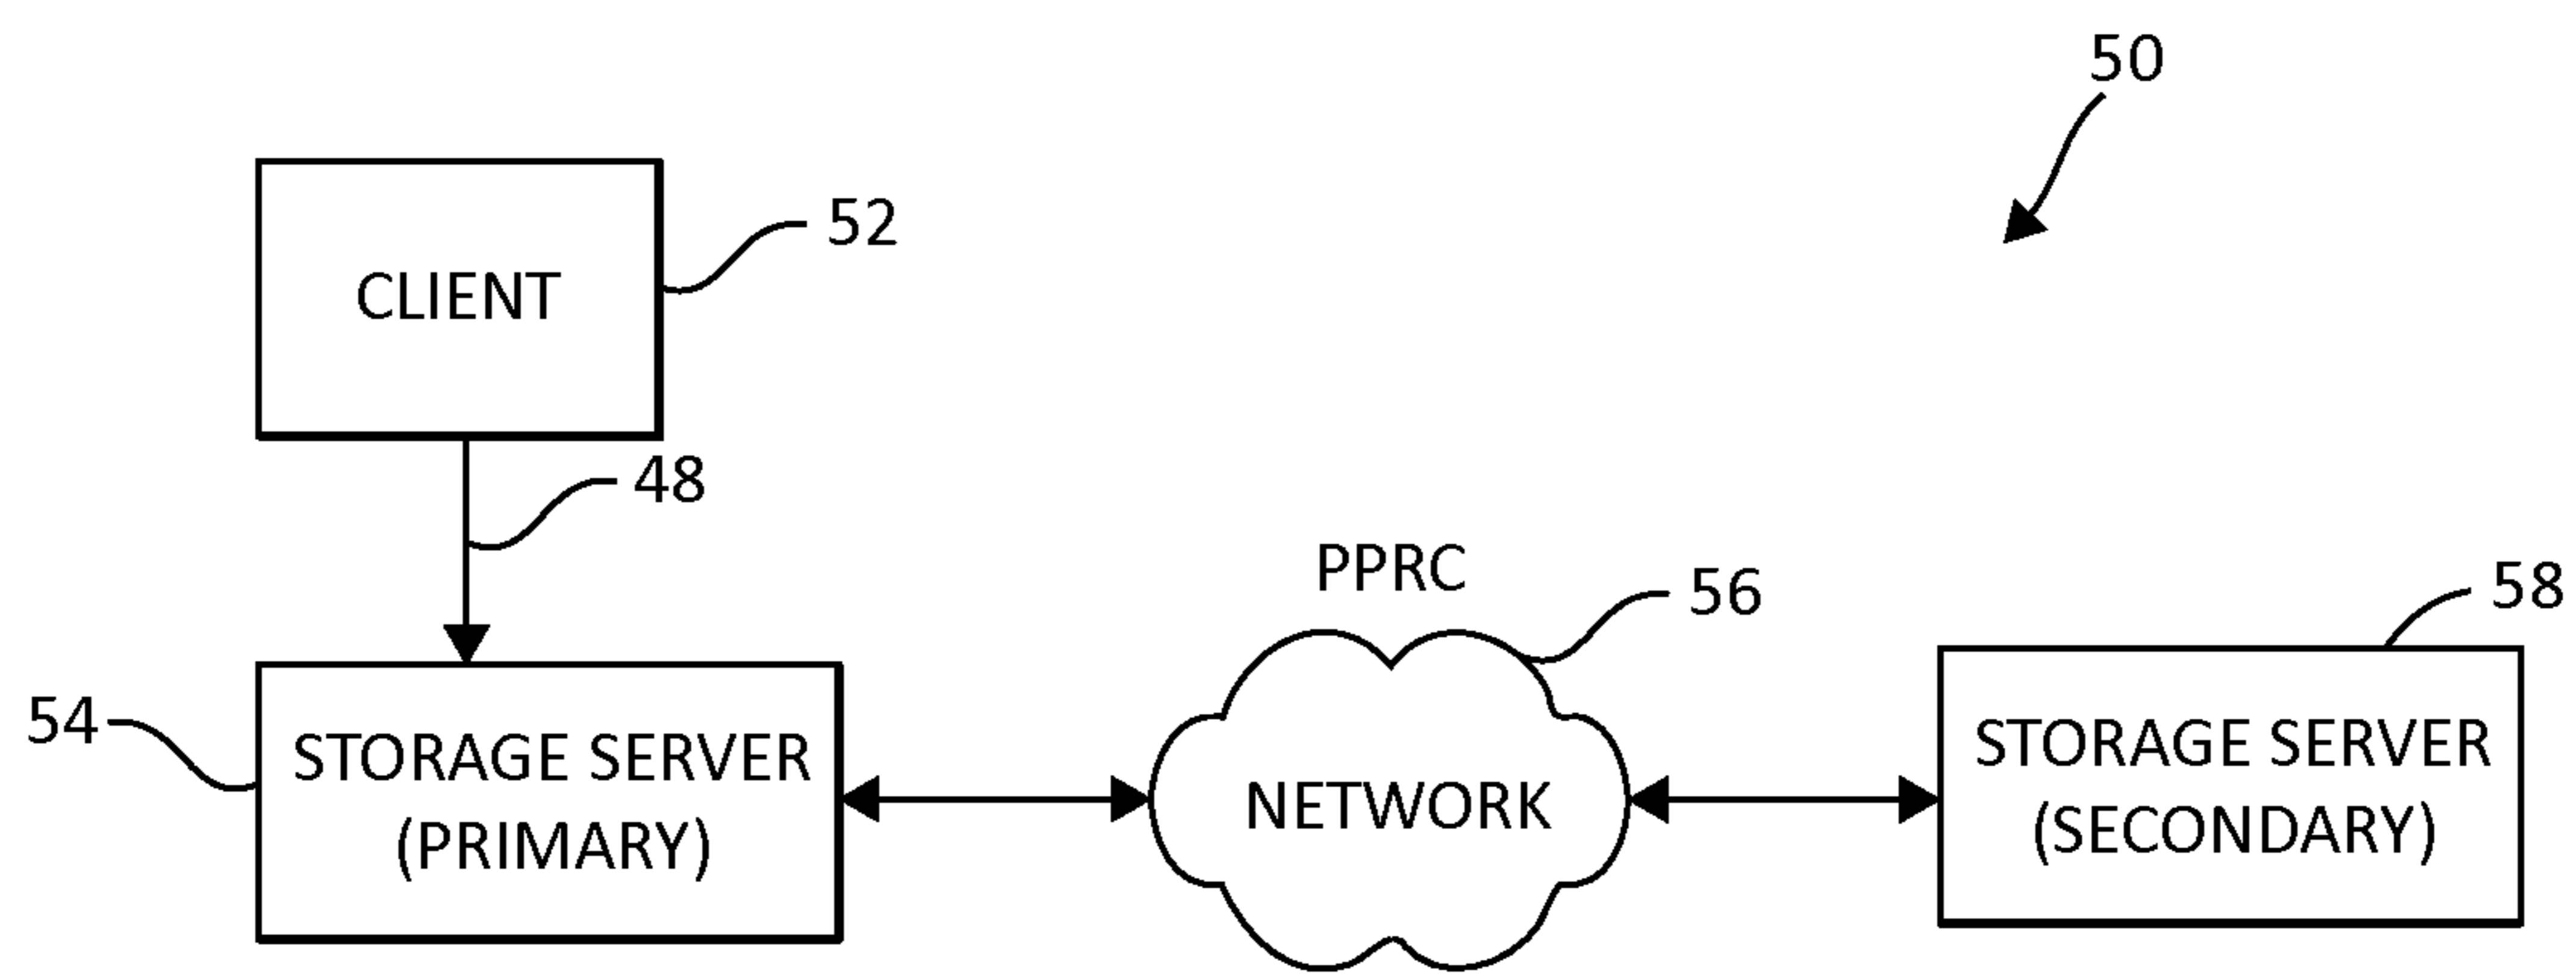 50
52
CLIENT
48
PPRC
56
58
54
STORAGE SERVER
(PRIMARY)
NETWORK
STORAGE SERVER
(SECONDARY)